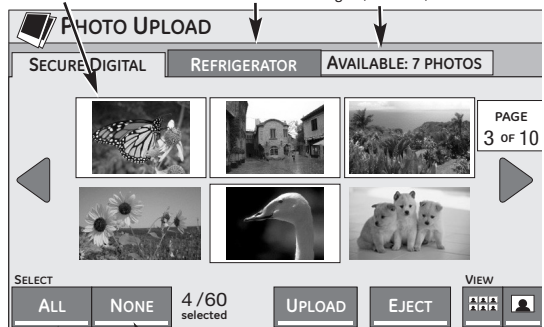 PHOTO UPLOAD
SECURE DIGITAL
REFRIGERATOR
AVAILABLE: 7 PHOTOS
PAGE
3 OF 10
SELECT
VIEW
ALL
NONE
4/60
selected
UPLOAD
EJECT